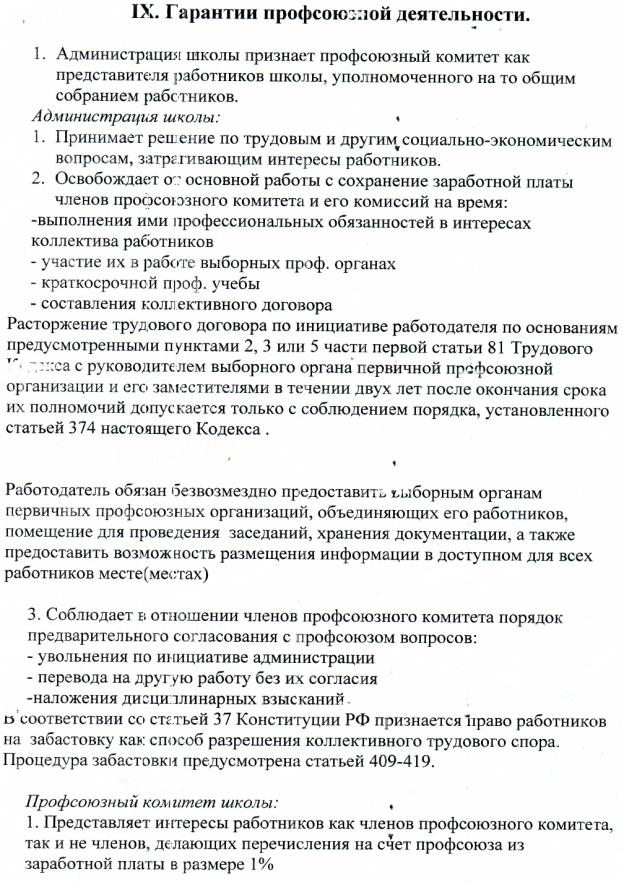 IX. Гарантии профсоюзной деятельности.
1. Администрация школы признает профсоюзный комитет как
представителя работников школы, уполномоченного на то общим
собранием работников.
Администрация школы:
1. Принимает решение по трудовым и другим социально-экономическим
вопросам, затрагивающим интересы работников.
2. Освобождает от основной работы с сохранение заработной платы
членов профсоюзного комитета и его комиссий на время:
-выполнения ими профессиональных обязанностей в интересах
коллектива работников
- участие их в работе выборных проф. органах
- краткосрочной проф. учебы
- составления коллективного договора
Расторжение трудового договора по инициативе работодателя по основаниям
предусмотренными пунктами 2, 3 или 5 части первой статьи 81 Трудового
Кодекса с руководителем выборного органа первичной профсоюзной
организации и его заместителями в течении двух лет после окончания срока
их полномочий допускается только с соблюдением порядка, установленного
статьей 374 настоящего Кодекса .
Работодатель обязан безвозмездно предоставить выборным органам
первичных профсоюзных организаций, объединяющих его работников,
помещение для проведения заседаний, хранения документации, а также
предоставить возможность размещения информации в доступном для всех
работников месте(местах)
3. Соблюдает в отношении членов профсоюзного комитета порядок
предварительного согласования с профсоюзом вопросов:
- увольнения по инициативе администрации
- перевода на другую работу без их согласия
-наложения дисциплинарных взысканий.
В соответствии со статьей 37 Конституции РФ признается право работников
на забастовку как способ разрешения коллективного трудового спора.
Процедура забастовки предусмотрена статьей 409-419.
Профсоюзный комитет школы:
1. Представляет интересы работников как членов профсоюзного комитета,
так и не членов, делающих перечисления на счет профсоюза из
заработной платы в размере 1%